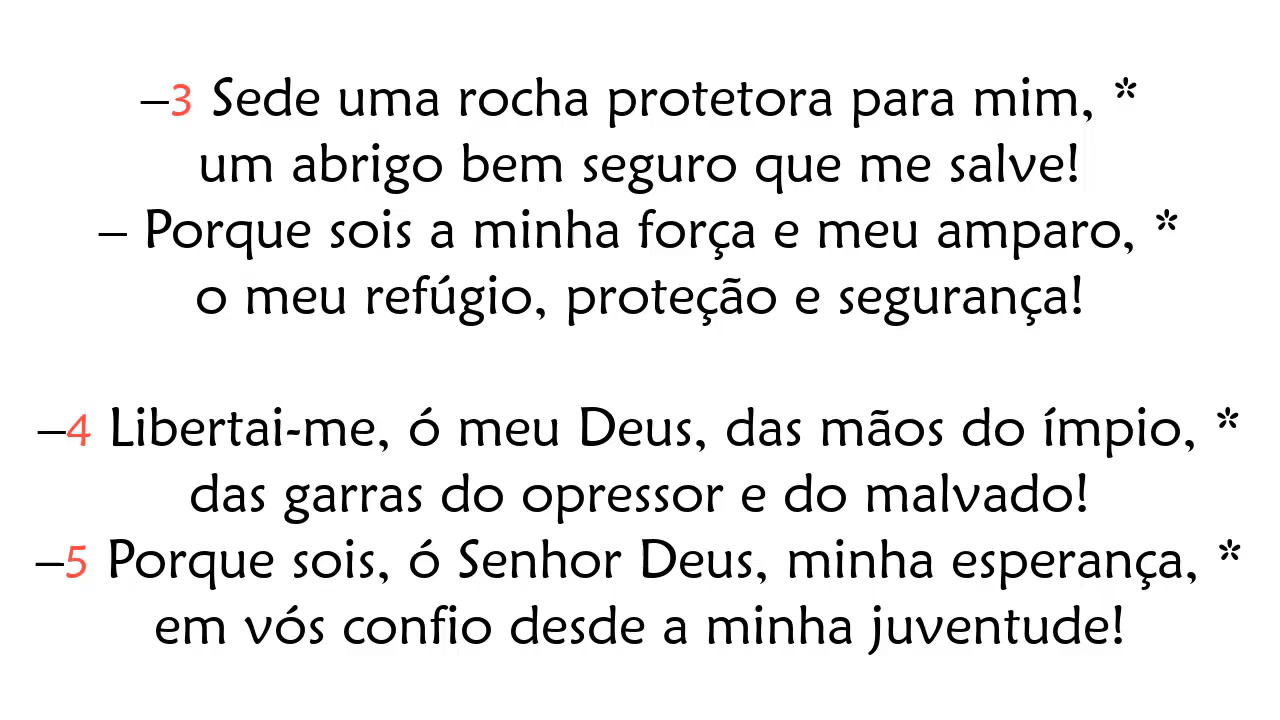 –3 Sede uma rocha protetora para mim, *
um abrigo bem seguro que me salve!
– Porque sois a minha força e meu amparo, *
o meu refúgio, proteção e segurança!
–4 Libertai-me, ó meu Deus, das mãos do ímpio, *
das garras do opressor e do malvado!
–5 Porque sois, ó Senhor Deus, minha esperança, *
em vós confio desde a minha juventude!